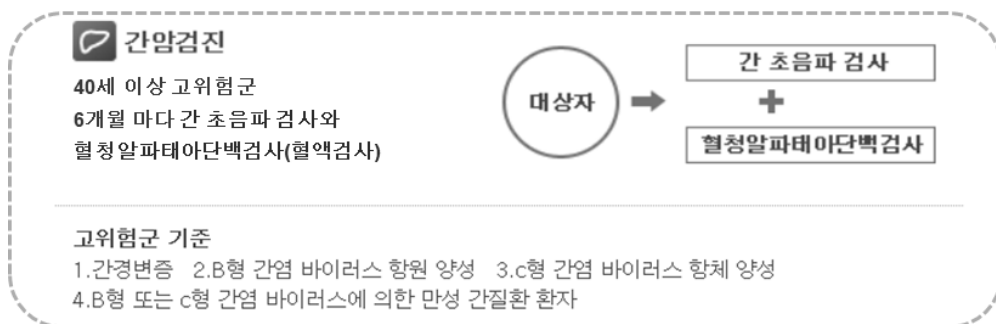 간암검진
40세 이상 고위험군
6개월 마다 간 초음파 검사와
혈청알파태아단백검사(혈액검사)
대상자
간 초음파 검사
혈청알파태아단백검사
고위험군 기준
1.간경변증 2.B형 간염 바이러스 항원 양성 3.c형 간염 바이러스 항체 양성
4.B형 또는 c형 간염 바이러스에 의한 만성 간질환 환자